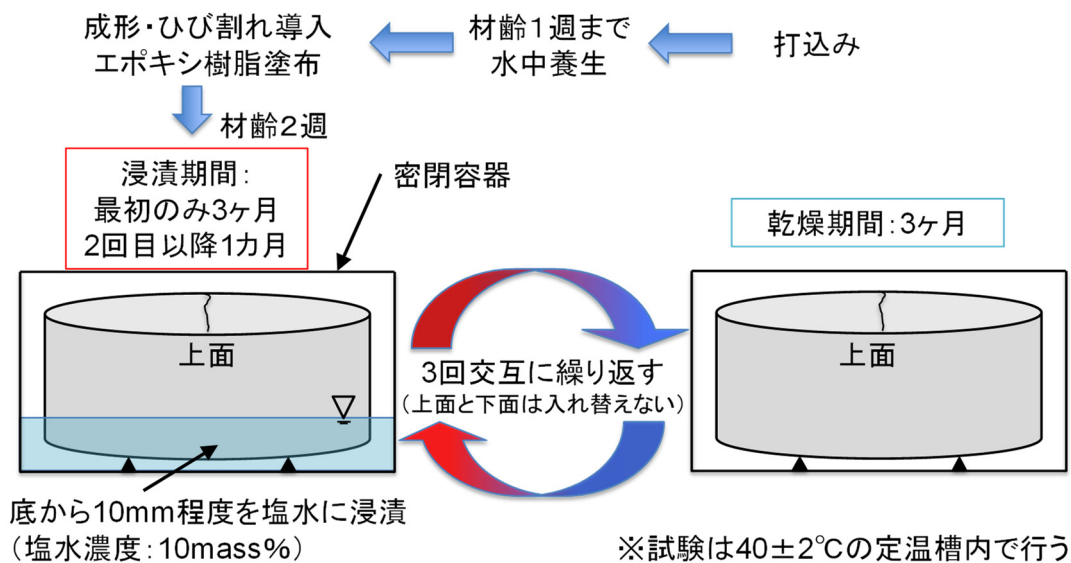 成形・ひび割れ導入
エポキシ樹脂塗布
材齢1週まで
水中養生
打込み
材齢2週
浸漬期間：
最初のみ3ヶ月
2回目以降1カ月
密閉容器
乾燥期間：3ヶ月
上面
3回交互に繰り返す
（上面と下面は入れ替えない）
上面
底から10mm程度を塩水に浸漬
（塩水濃度：10mass%）
※試験は40±2℃の定温槽内で行う